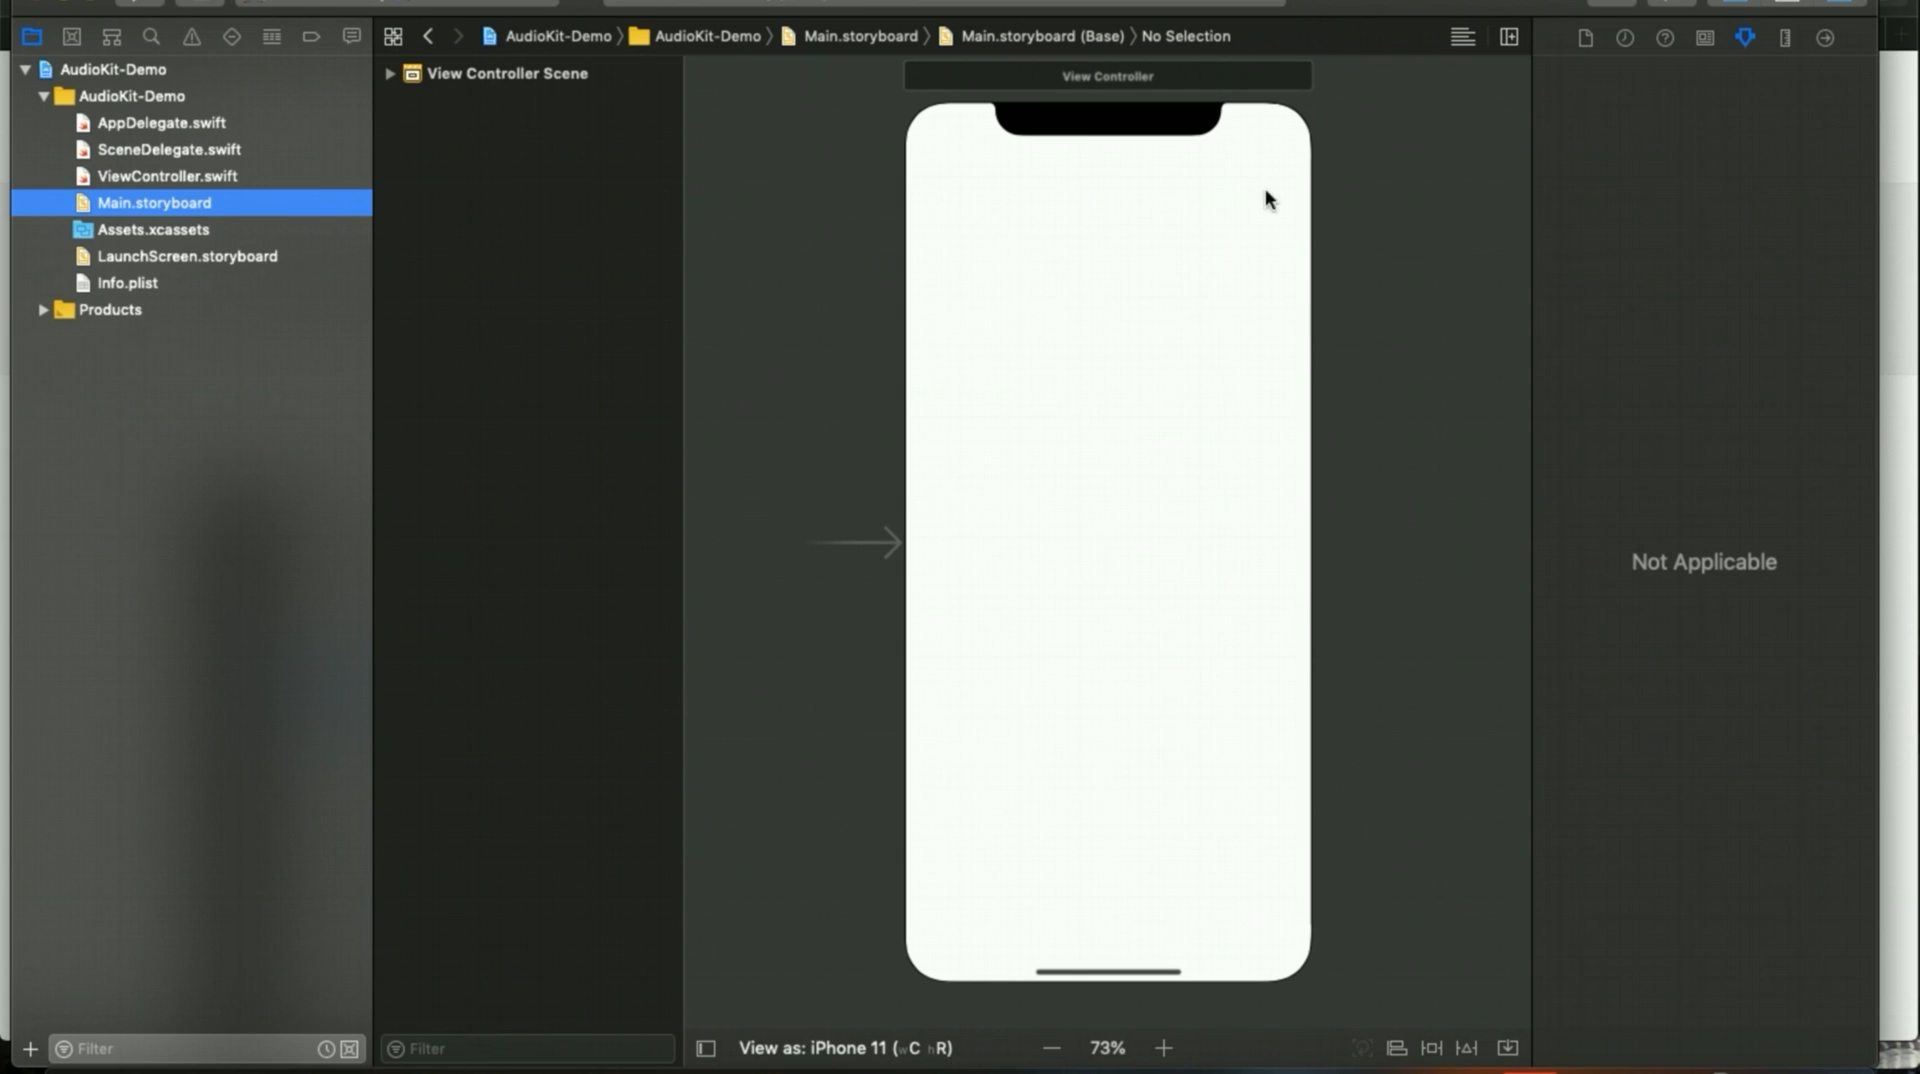 AudioKit-Demo
AudioKit-Demo
Main.storyboard
Main.storyboard (Base)
No Selection
AudioKit-Demo
AudioKit-Demo
AppDelegate.swift
SceneDelegate.swift
ViewController.swift
Main.storyboard
Assets.xcassets
LaunchScreen.storyboard
Info.plist
Products
View Controller Scene
View Controller
Not Applicable
Filter
Filter
View as: iPhone 11 (wC hR)
73%